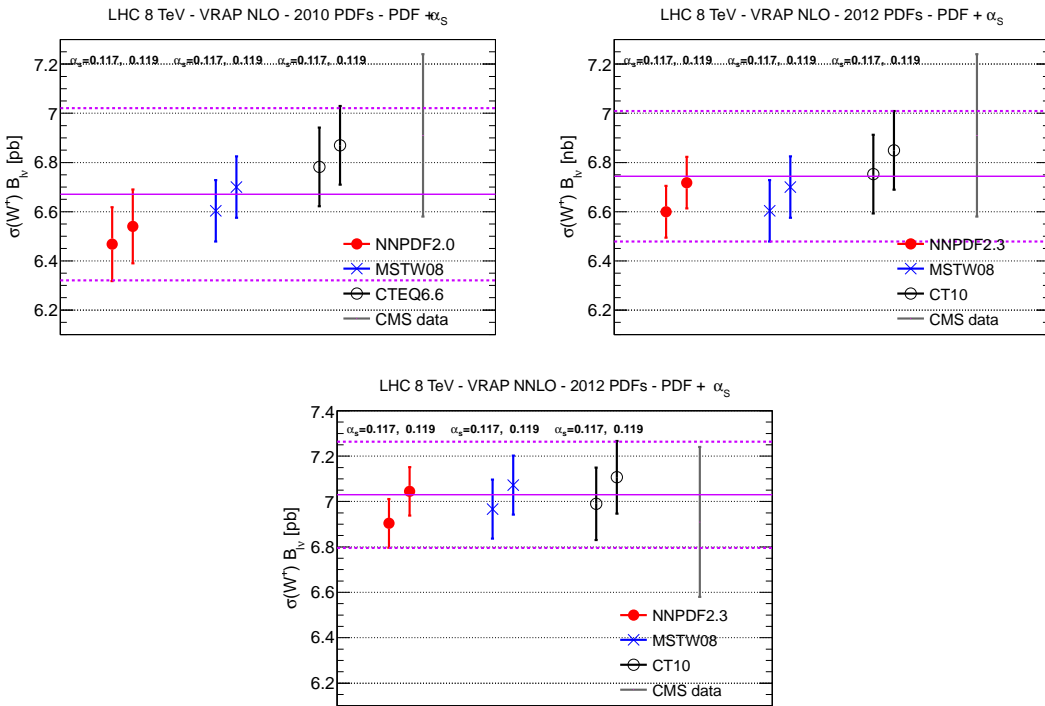 LHC 8 TeV - VRAP NLO - 2010 PDFs - PDF +αS
αs=0.117, 0.119 αs=0.117, 0.119 αs=0.117, 0.119
σ(W+) Blν [pb]
7.2
7
6.8
6.6
6.4
6.2
NNPDF2.0
MSTW08
CTEQ6.6
CMS data
LHC 8 TeV - VRAP NLO - 2012 PDFs - PDF + αS
αs=0.117, 0.119 αs=0.117, 0.119 αs=0.117, 0.119
σ(W+) Blν [nb]
7.2
7
6.8
6.6
6.4
6.2
NNPDF2.3
MSTW08
CT10
CMS data
LHC 8 TeV - VRAP NNLO - 2012 PDFs - PDF + αS
αs=0.117, 0.119 αs=0.117, 0.119 αs=0.117, 0.119
σ(W+) Blν [pb]
7.4
7.2
7
6.8
6.6
6.4
6.2
NNPDF2.3
MSTW08
CT10
CMS data